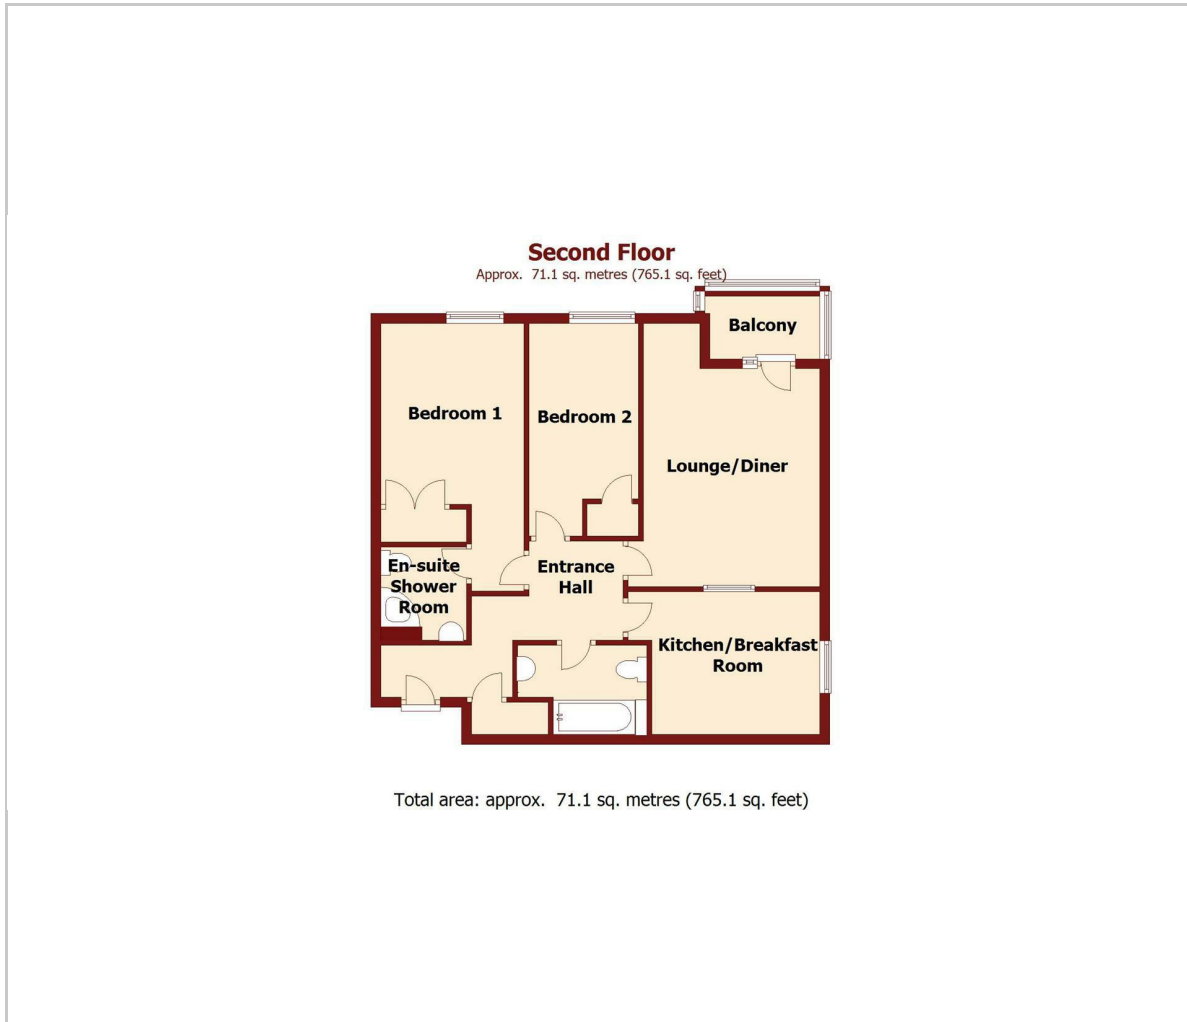 Second Floor
Approx. 71.1 sq. metres (765.1 sq. feet)
Balcony
Bedroom 1
Bedroom 2
Lounge/Diner
En-suite
Shower
Room
Entrance
Hall
Kitchen/Breakfast
Room
Total area: approx. 71.1 sq. metres (765.1 sq. feet)